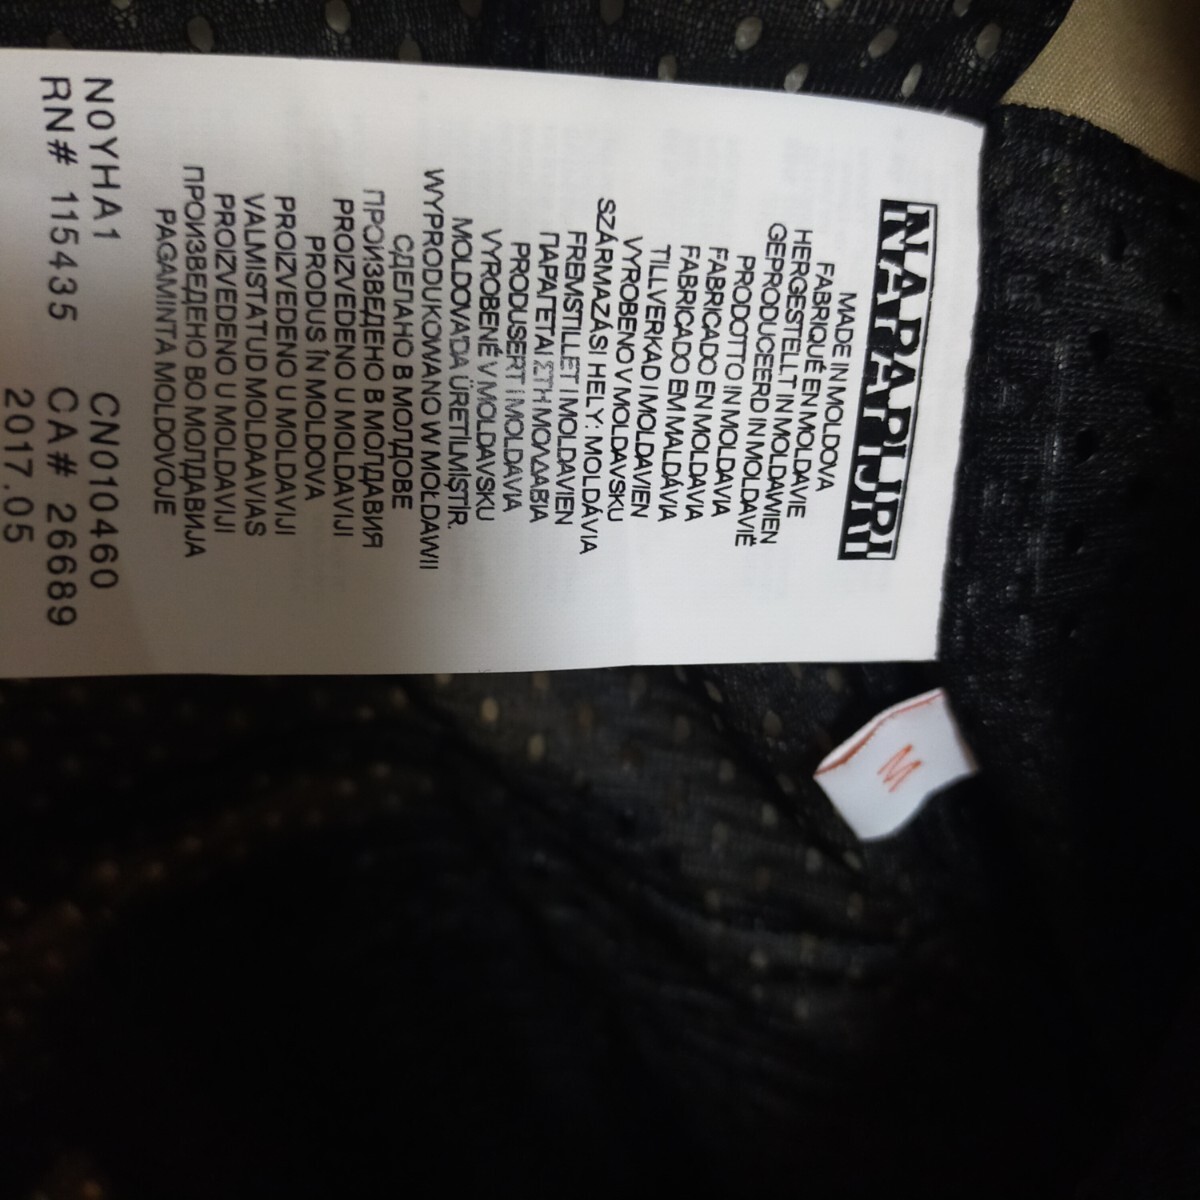 NAPAPIJRI
MADE IN MOLDOVA
FABRIQUÉ EN MOLDAVIE
HERGESTELLT IN MOLDAWIEN
GEPRODUCEERD IN MOLDAVIË
PRODOTTO IN MOLDAVIA
FABRICADO EN MOLDAVIA
FABRICADO EM MALDÁVIA
TILLVERKAD I MOLDAVIEN
VYROBENO V MOLDAVSKU
SZÁRMAZÁSI HELY: MOLDÁVIA
FREMSTILLET I MOLDAVIEN
ΠΑΡΑΓΕΤΑΙ ΣΤΗ ΜΟΛΔΑΒΙΑ
PRODUSERT I MOLDAVIA
VYROBENÉ V MOLDAVSKU
MOLDOVA'DA ÜRETİLMİŞTİR.
WYPRODUKOWANO W MOŁDAWII
СДЕЛАНО В МОЛДОВЕ
ПРОИЗВЕДЕНО В МОЛДАВИЯ
PROIZVEDENO U MOLDAVIJI
PRODUS ÎN MOLDOVA
PROIZVEDENO U MOLDAVIJI
VALMISTATUD MOLDAAVIAS
PROIZVEDENO U MOLDAVIJI
ПРОИЗВЕДЕНО ВО МОЛДАВИЈА
PAGAMINTA MOLDOVOJE
N0YHA1 CN010460
RN# 115435 CA# 26689
2017.05
M